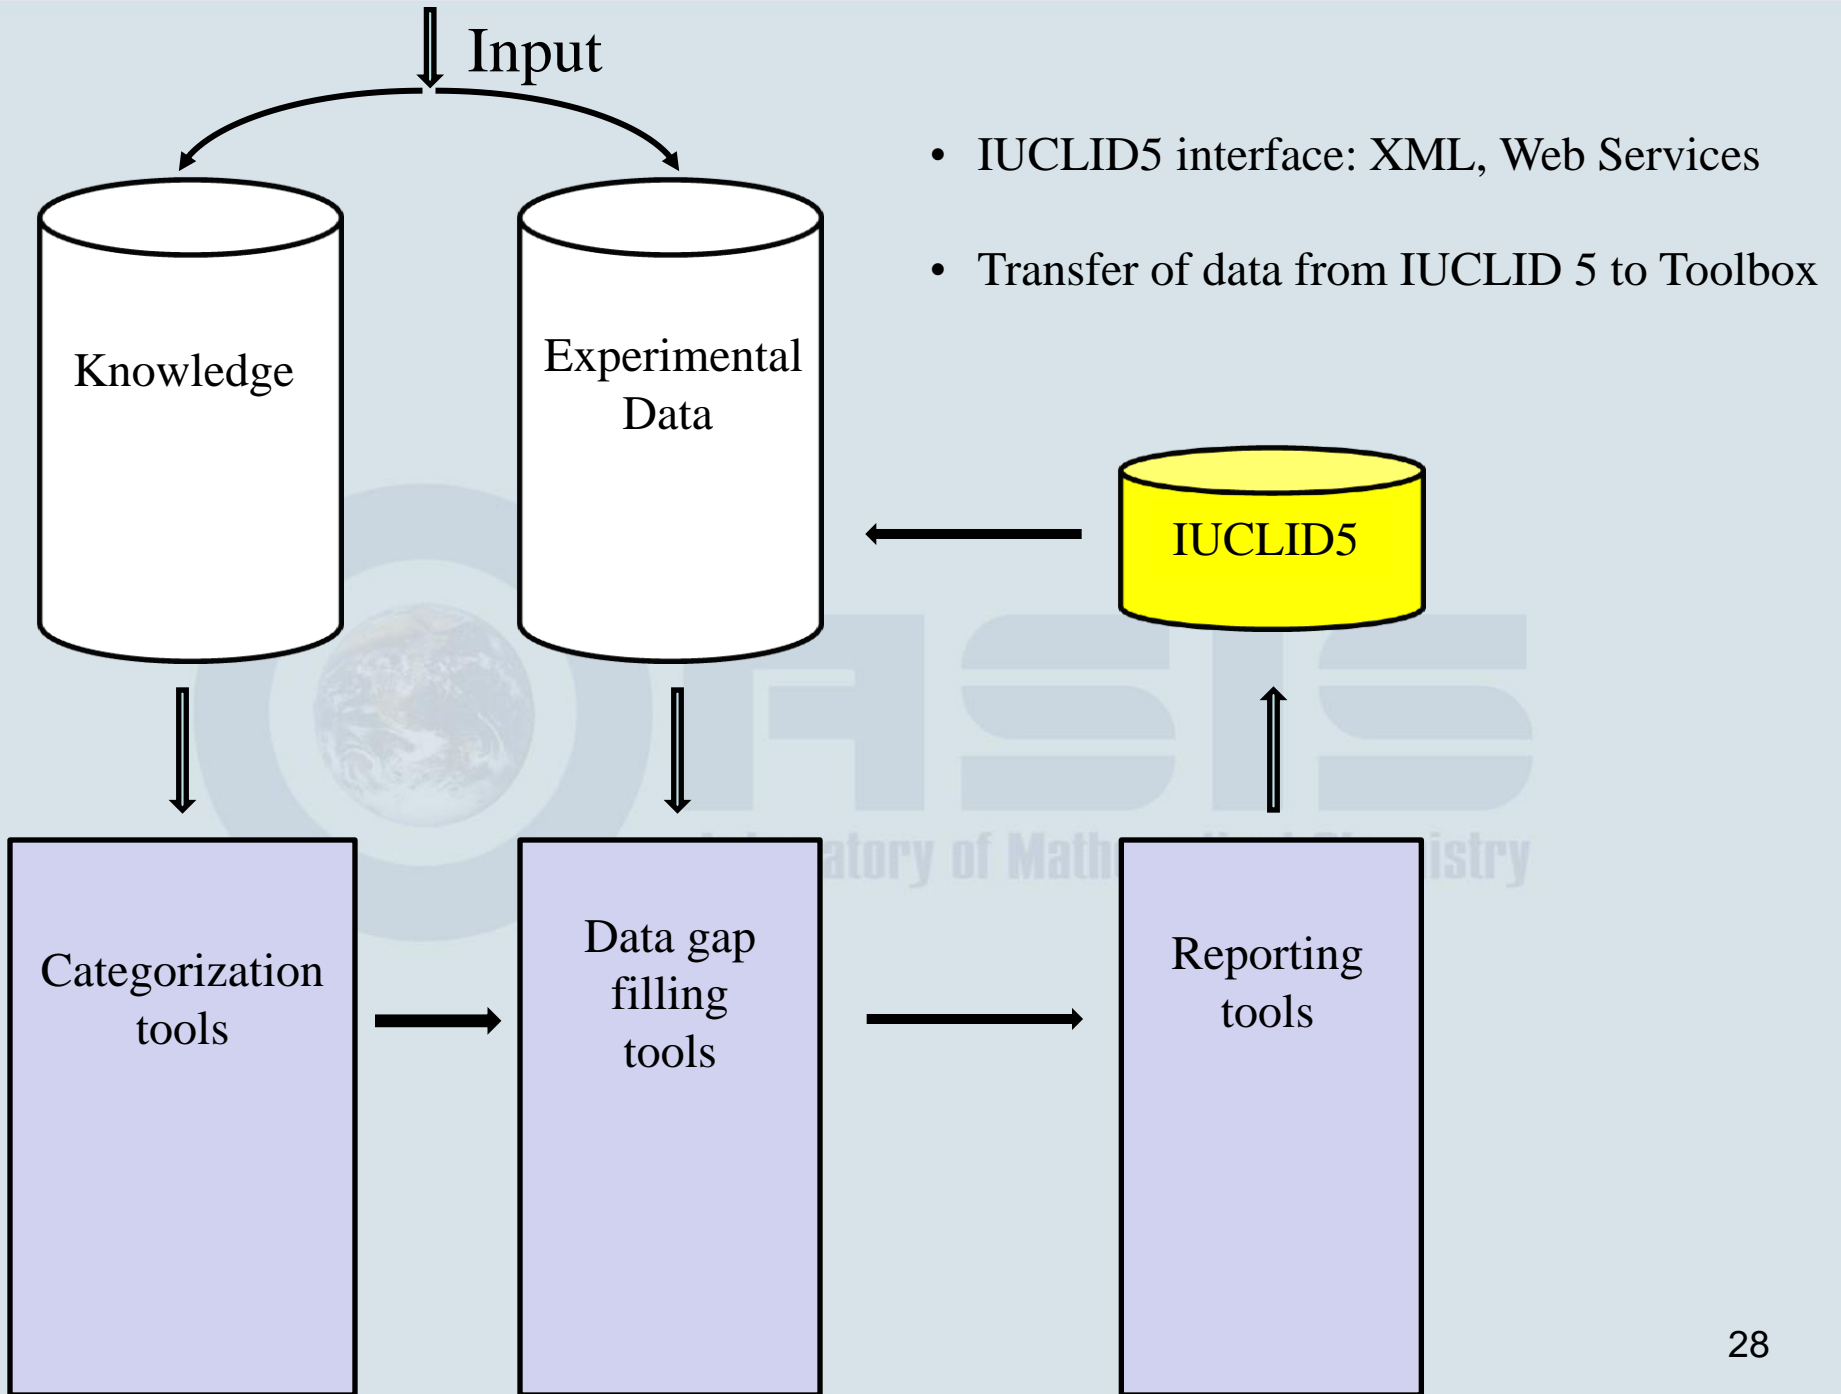 Input
• IUCLID5 interface: XML, Web Services
• Transfer of data from IUCLID 5 to Toolbox
Knowledge
Experimental
Data
IUCLID5
Categorization
tools
Data gap
filling
tools
Reporting
tools
28